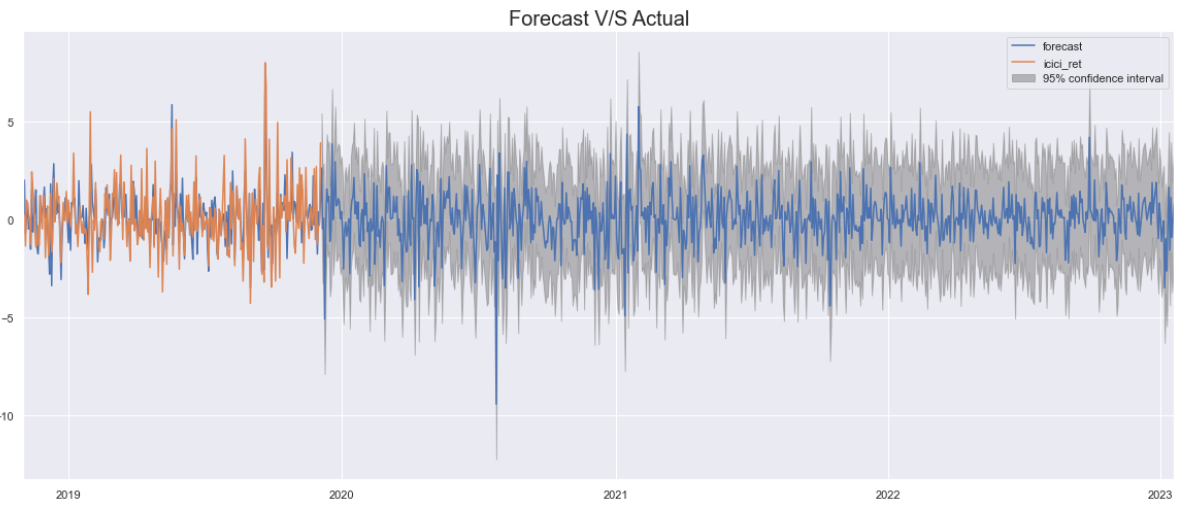 Forecast V/S Actual
forecast
icici_ret
95% confidence interval
5
0
−5
−10
2019 2020 2021 2022 2023